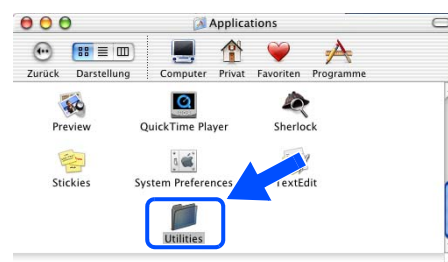 Applications
Zurück Darstellung Computer Privat Favoriten Programme
Preview QuickTime Player Sherlock
Stickies System Preferences TextEdit
Utilities